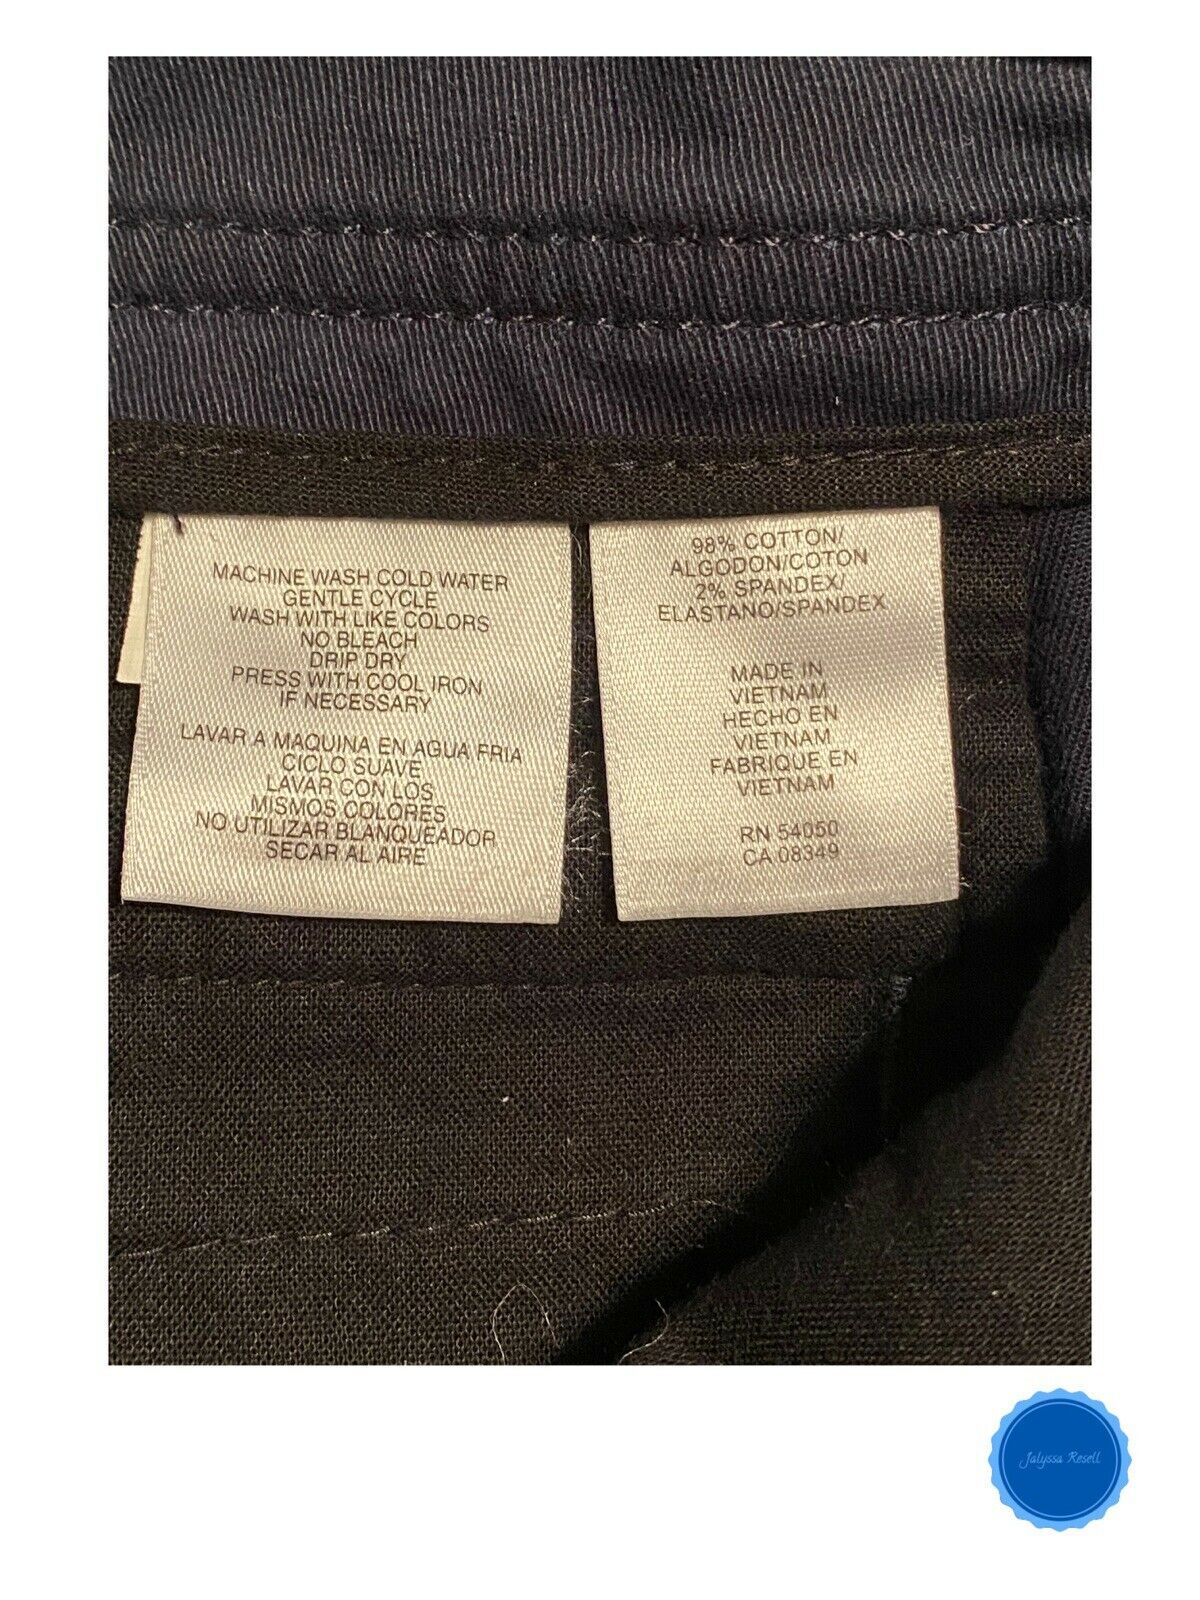 MACHINE WASH COLD WATER
GENTLE CYCLE
WASH WITH LIKE COLORS
NO BLEACH
DRIP DRY
PRESS WITH COOL IRON
IF NECESSARY
LAVAR A MAQUINA EN AGUA FRIA
CICLO SUAVE
LAVAR CON LOS
MISMOS COLORES
NO UTILIZAR BLANQUEADOR
SECAR AL AIRE
98% COTTON/
ALGODON/COTON
2% SPANDEX/
ELASTANO/SPANDEX
MADE IN
VIETNAM
HECHO EN
VIETNAM
FABRIQUE EN
VIETNAM
RN 54050
CA 08349
Jalyssa Resell